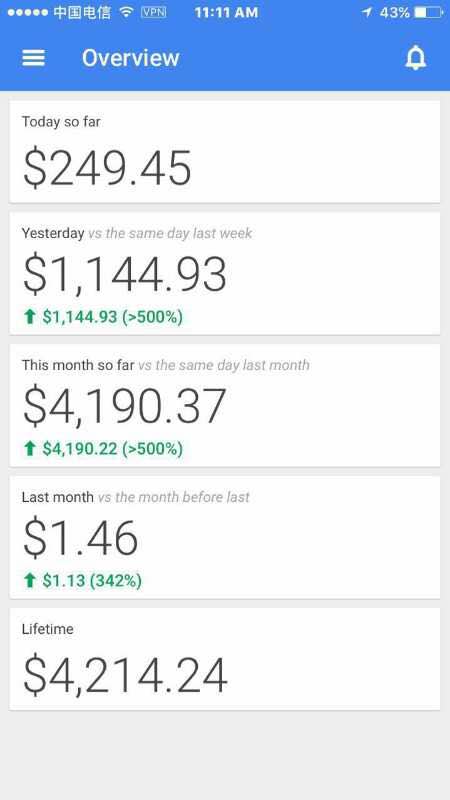 中国电信 VPN 11:11 AM 43%
Overview
Today so far
$249.45
Yesterday vs the same day last week
$1,144.93
$1,144.93 (>500%)
This month so far vs the same day last month
$4,190.37
$4,190.22 (>500%)
Last month vs the month before last
$1.46
$1.13 (342%)
Lifetime
$4,214.24